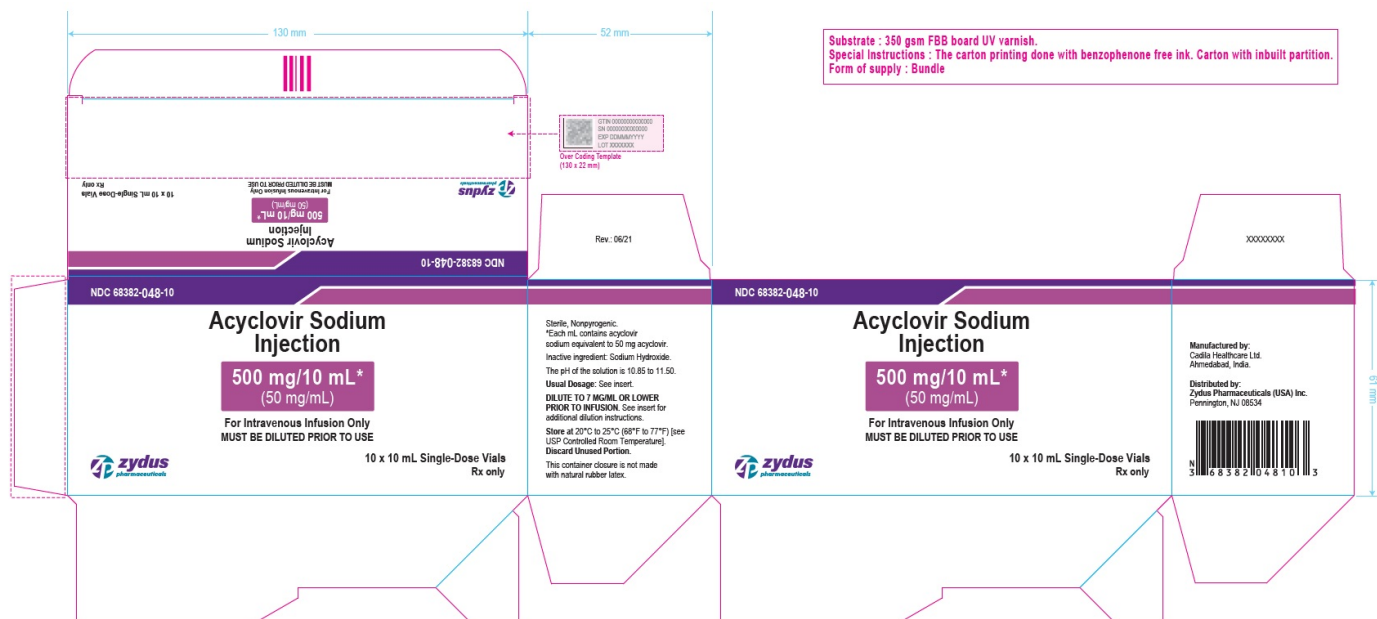 130 mm
52 mm
Substrate : 350 gsm FBB board UV varnish.
Special Instructions : The carton printing done with benzophenone free ink. Carton with inbuilt partition.
Form of supply : Bundle
GTIN 00000000000000
SN 00000000000000
EXP DDMMMYYYY
LOT XXXXXXX
Over Coding Template
(130 x 22 mm)
NDC 68382-048-10
Acyclovir Sodium
Injection
500 mg/10 mL*
(50 mg/mL)
For Intravenous Infusion Only
MUST BE DILUTED PRIOR TO USE
zydus
pharmaceuticals
10 x 10 mL Single-Dose Vials
Rx only
Rev.: 06/21
XXXXXXXX
NDC 68382-048-10
Acyclovir Sodium
Injection
500 mg/10 mL*
(50 mg/mL)
For Intravenous Infusion Only
MUST BE DILUTED PRIOR TO USE
zydus
pharmaceuticals
10 x 10 mL Single-Dose Vials
Rx only
Sterile, Nonpyrogenic.
*Each mL contains acyclovir
sodium equivalent to 50 mg acyclovir.
Inactive ingredient: Sodium Hydroxide.
The pH of the solution is 10.85 to 11.50.
Usual Dosage: See insert.
DILUTE TO 7 MG/ML OR LOWER
PRIOR TO INFUSION. See insert for
additional dilution instructions.
Store at 20°C to 25°C (68°F to 77°F) [see
USP Controlled Room Temperature].
Discard Unused Portion.
This container closure is not made
with natural rubber latex.
NDC 68382-048-10
Acyclovir Sodium
Injection
500 mg/10 mL*
(50 mg/mL)
For Intravenous Infusion Only
MUST BE DILUTED PRIOR TO USE
zydus
pharmaceuticals
10 x 10 mL Single-Dose Vials
Rx only
Manufactured by:
Cadila Healthcare Ltd.
Ahmedabad, India.
Distributed by:
Zydus Pharmaceuticals (USA) Inc.
Pennington, NJ 08534
N
3 68382 04810 3
61 mm